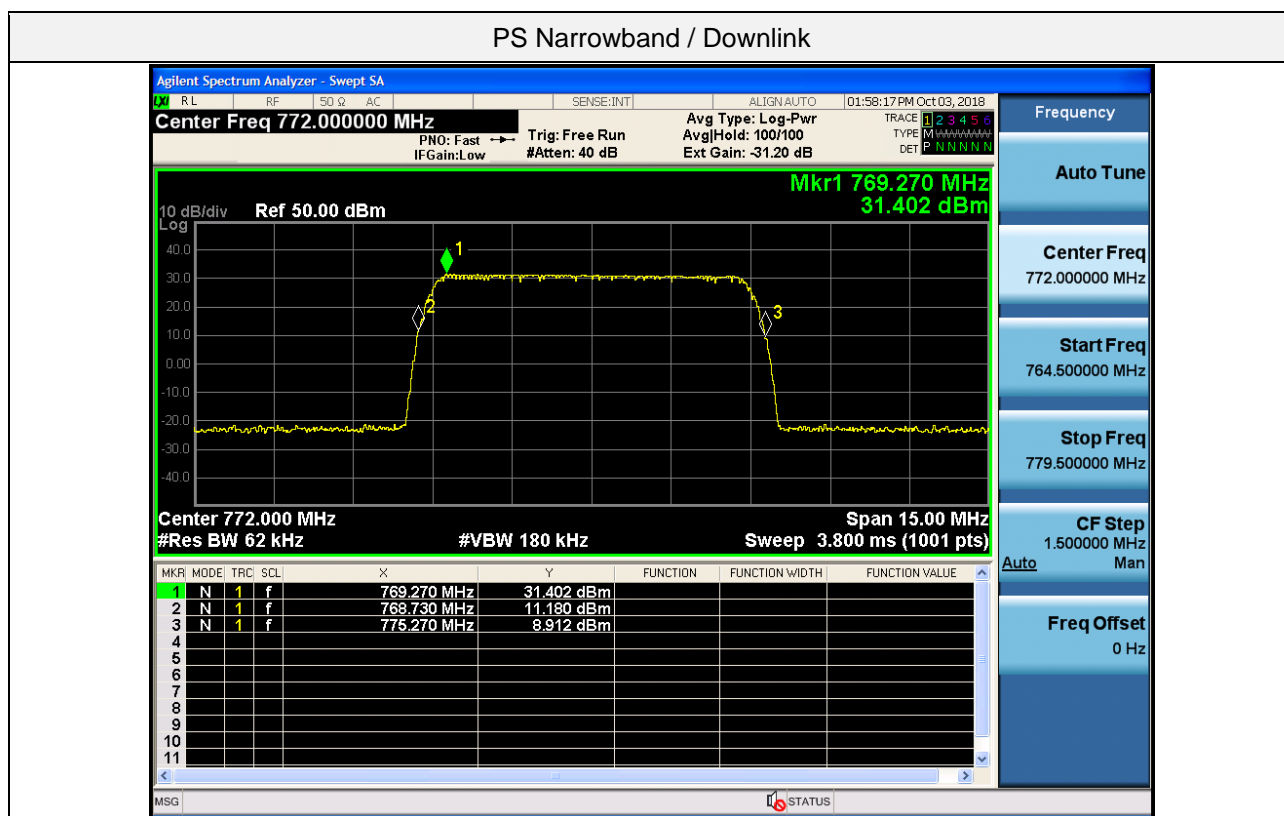 PS Narrowband / Downlink
Agilent Spectrum Analyzer - Swept SA
LXI RL RF 50 Ω AC SENSE:INT ALIGN AUTO 01:58:17 PM Oct 03, 2018
Center Freq 772.000000 MHz
PNO: Fast
IFGain:Low
Trig: Free Run
#Atten: 40 dB
Avg Type: Log-Pwr
Avg|Hold: 100/100
Ext Gain: -31.20 dB
TRACE 1 2 3 4 5 6
TYPE M
DET P N N N N N
Mkr1 769.270 MHz
31.402 dBm
10 dB/div Ref 50.00 dBm
Log
40.0
30.0
20.0
10.0
0.00
-10.0
-20.0
-30.0
-40.0
1
2
3
Center 772.000 MHz Span 15.00 MHz
#Res BW 62 kHz #VBW 180 kHz Sweep 3.800 ms (1001 pts)
MKR MODE TRC SCL X Y FUNCTION FUNCTION WIDTH FUNCTION VALUE
1 N 1 f 769.270 MHz 31.402 dBm
2 N 1 f 768.730 MHz 11.180 dBm
3 N 1 f 775.270 MHz 8.912 dBm
4
5
6
7
8
9
10
11
MSG STATUS
Frequency
Auto Tune
Center Freq
772.000000 MHz
Start Freq
764.500000 MHz
Stop Freq
779.500000 MHz
CF Step
1.500000 MHz
Auto Man
Freq Offset
0 Hz